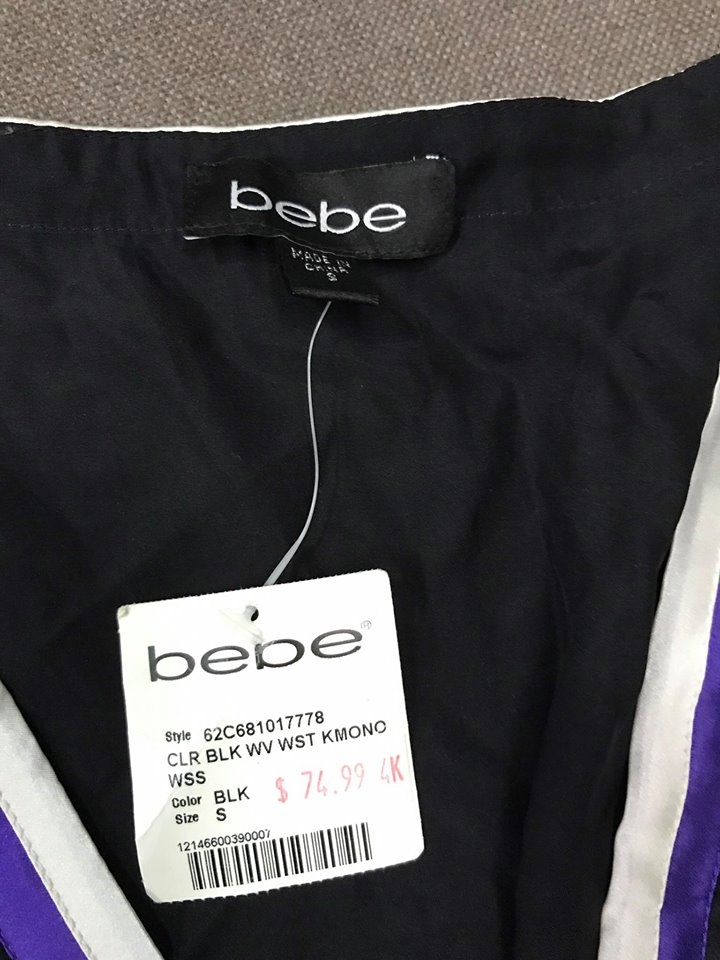 bebe
MADE IN
CHINA
S
bebe®
Style 62C681017778
CLR BLK WV WST KMONO
WSS
Color BLK $ 74.99 4K
Size S
12146600390007